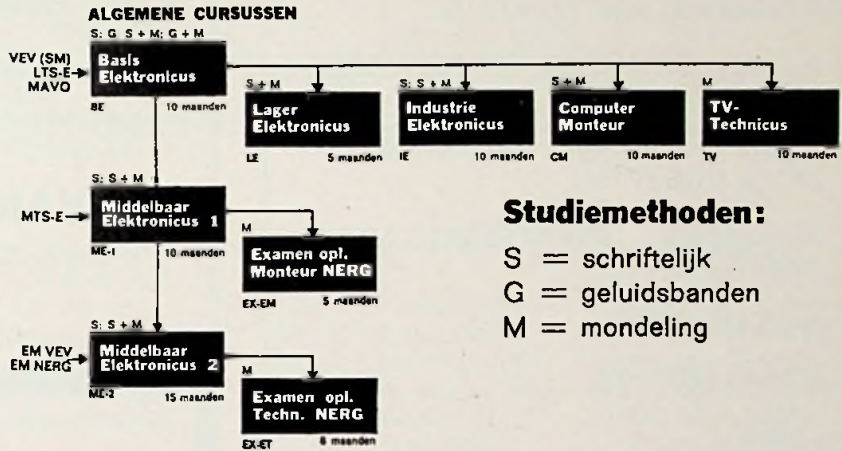 ALGEMENE CURSUSSEN
S; G S + M; G + M
VEV (SM)
LTS-E
MAVO
Basis
Elektronicus
BE 10 maanden
S + M
Lager
Elektronicus
LE 5 maanden
S; S + M
Industrie
Elektronicus
IE 10 maanden
S + M
Computer
Monteur
CM 10 maanden
M
TV-
Technicus
TV 10 maanden
S; S + M
MTS-E
Middelbaar
Elektronicus 1
ME-1 10 maanden
M
Examen opl.
Monteur NERG
EX-EM 5 maanden
S; S + M
EM VEV
EM NERG
Middelbaar
Elektronicus 2
ME-2 15 maanden
M
Examen opl.
Techn. NERG
EX-ET 8 maanden
Studiemethoden:
S = schriftelijk
G = geluidsbanden
M = mondeling